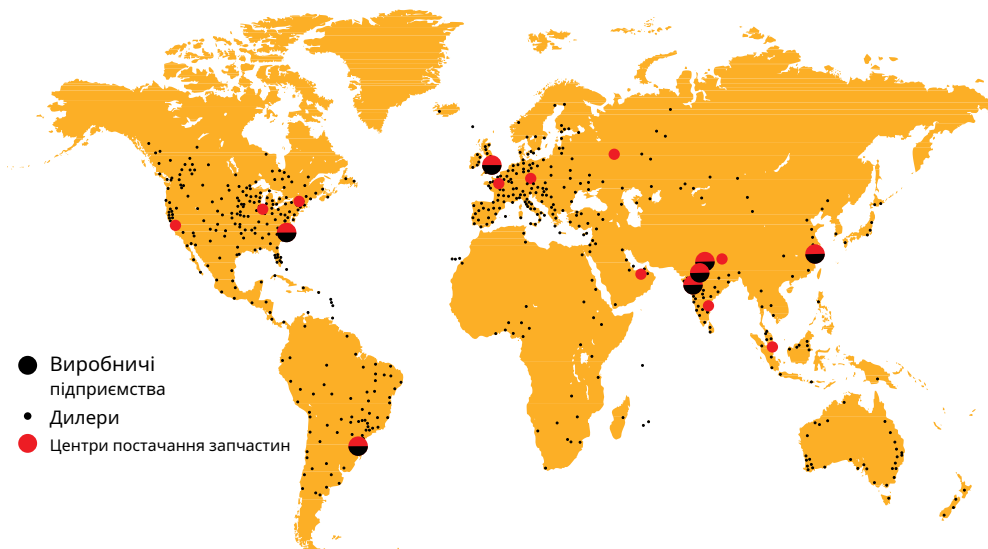 Виробничі
підприємства
Дилери
Центри постачання запчастин